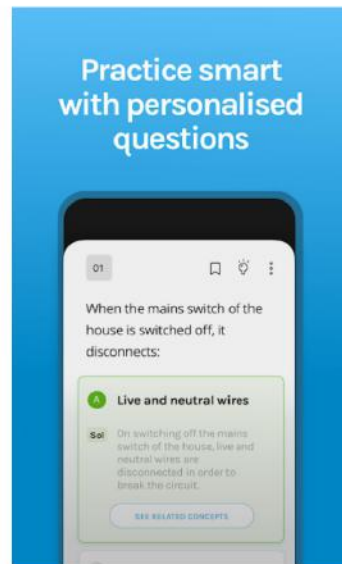 Practice smart
with personalised
questions
01
When the mains switch of the
house is switched off, it
disconnects:
A Live and neutral wires
Sol On switching off the mains
switch of the house, live and
neutral wires are
disconnected in order to
break the circuit.
SEE RELATED CONCEPTS